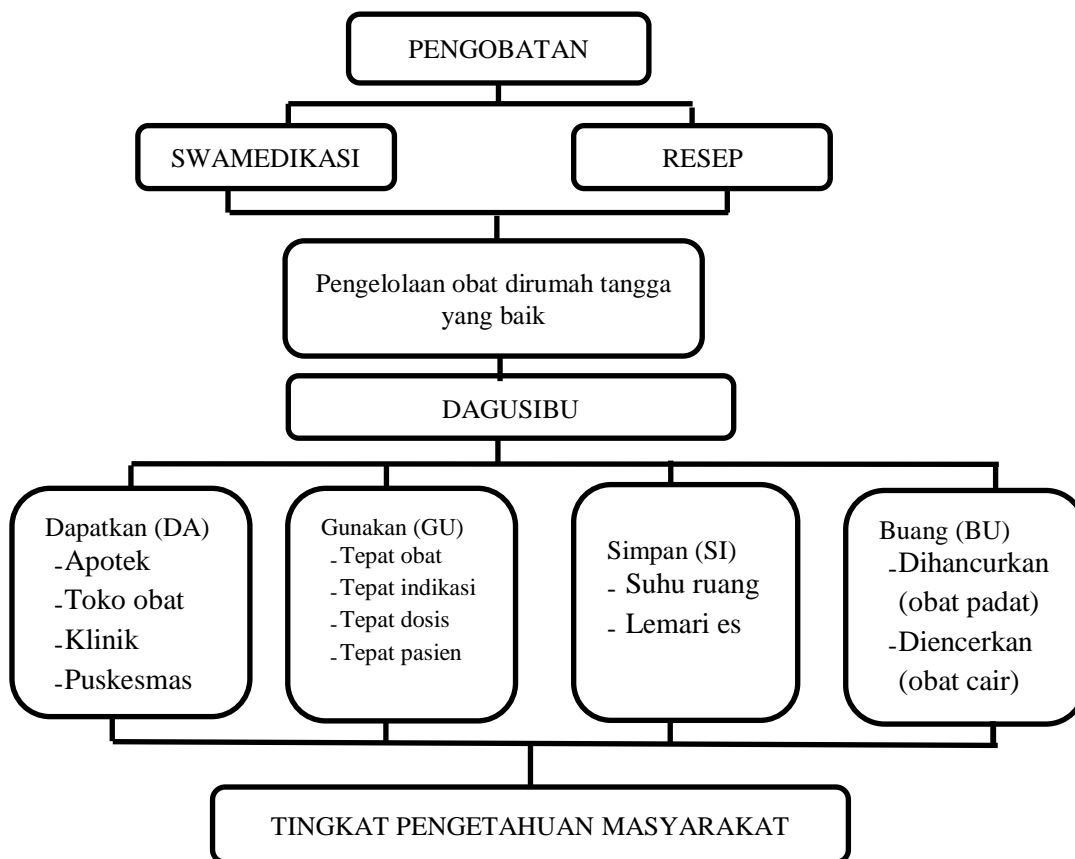 PENGOBATAN
SWAMEDIKASI
RESEP
Pengelolaan obat dirumah tangga
yang baik
DAGUSIBU
Dapatkan (DA)
-Apotek
-Toko obat
-Klinik
-Puskesmas
Gunakan (GU)
-Tepat obat
-Tepat indikasi
-Tepat dosis
-Tepat pasien
Simpan (SI)
- Suhu ruang
- Lemari es
Buang (BU)
-Dihancurkan
(obat padat)
-Diencerkan
(obat cair)
TINGKAT PENGETAHUAN MASYARAKAT